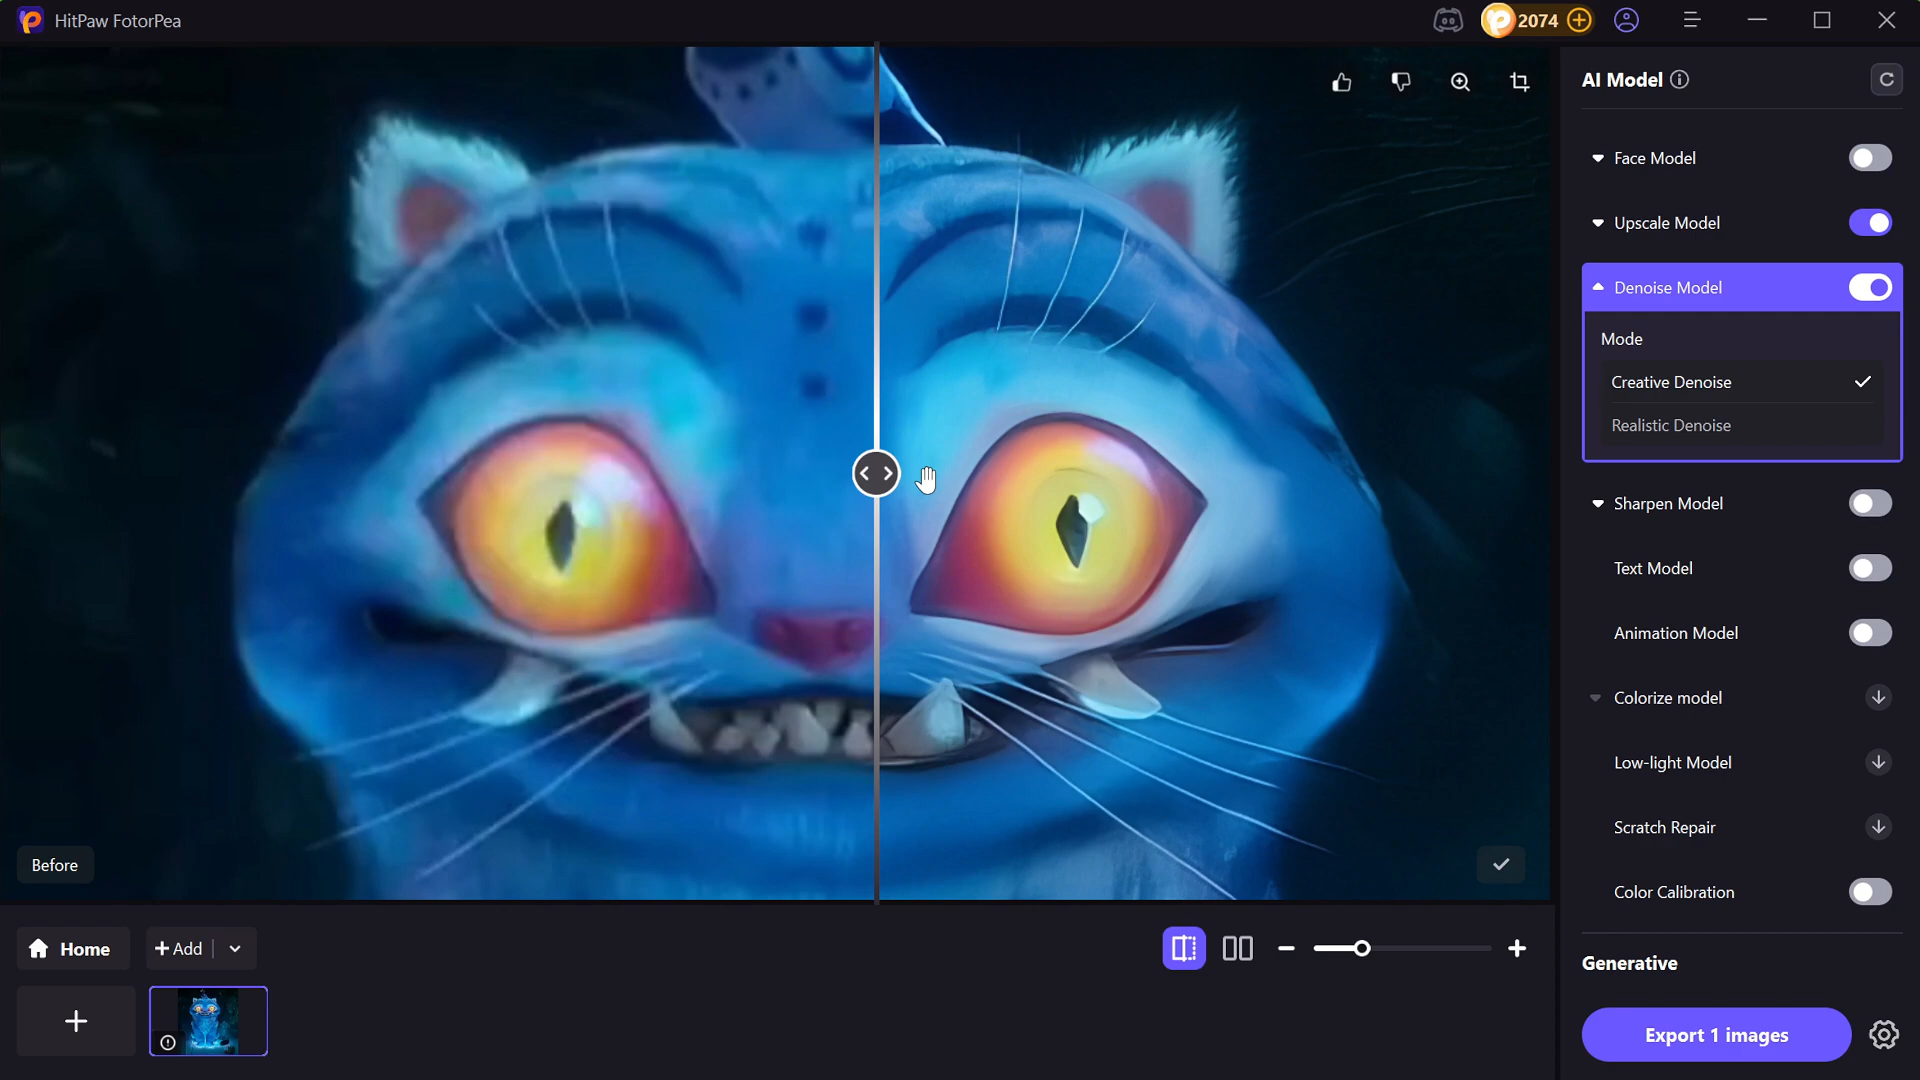 HitPaw FotorPea
2074
AI Model
Face Model
Upscale Model
Denoise Model
Mode
Creative Denoise
Realistic Denoise
Sharpen Model
Text Model
Animation Model
Colorize model
Low-light Model
Scratch Repair
Color Calibration
Generative
Export 1 images
Before
Home
+ Add